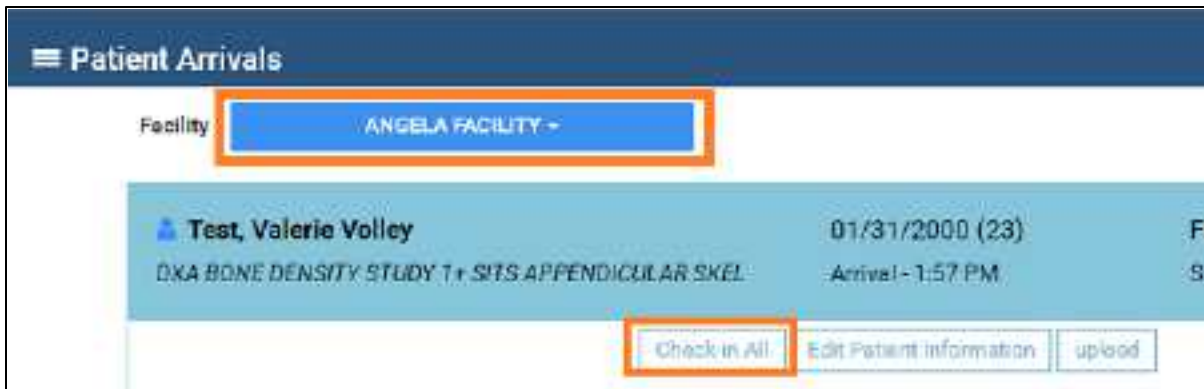 Patient Arrivals
Facility ANGELA FACILITY
Test, Valerie Volley 01/31/2000 (23) F
DXA BONE DENSITY STUDY 1+ SITS APPENDICULAR SKEL Arrival - 1:57 PM S
Check in All Edit Patient Information upload